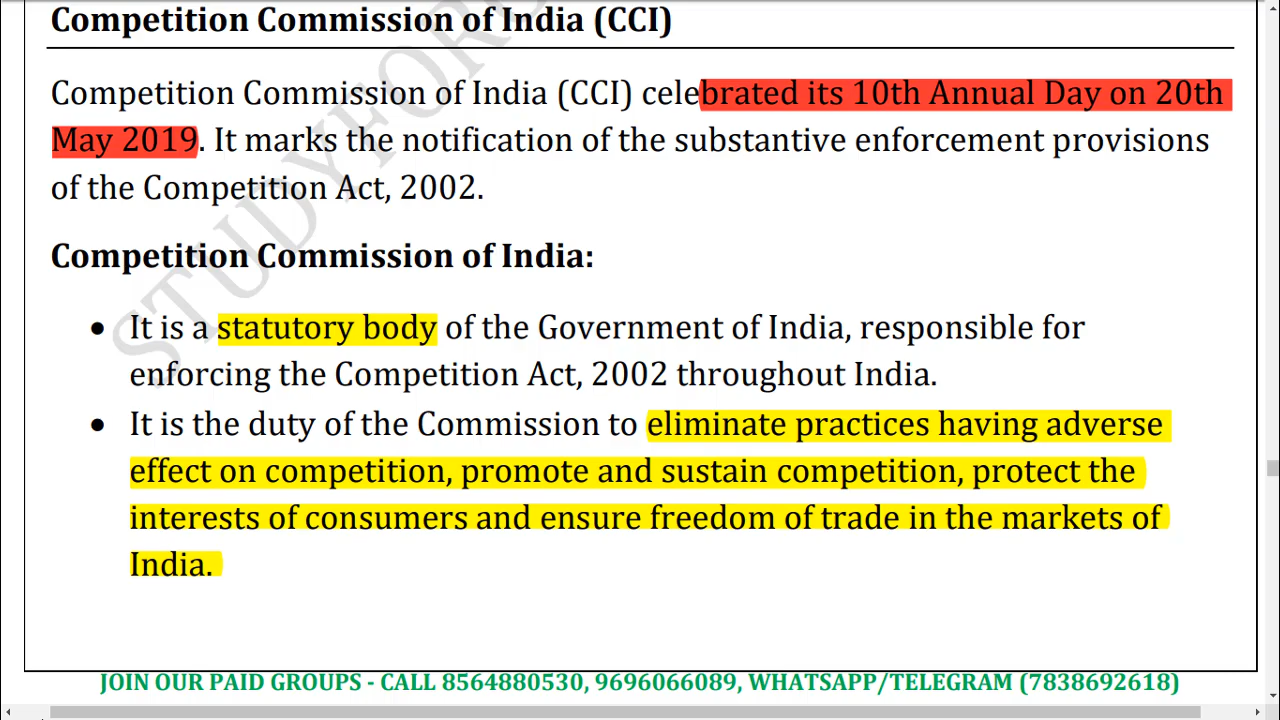 Competition Commission of India (CCI)
Competition Commission of India (CCI) celebrated its 10th Annual Day on 20th
May 2019. It marks the notification of the substantive enforcement provisions
of the Competition Act, 2002.
Competition Commission of India:
• It is a statutory body of the Government of India, responsible for
enforcing the Competition Act, 2002 throughout India.
• It is the duty of the Commission to eliminate practices having adverse
effect on competition, promote and sustain competition, protect the
interests of consumers and ensure freedom of trade in the markets of
India.
STUDYFOR
JOIN OUR PAID GROUPS - CALL 8564880530, 9696066089, WHATSAPP/TELEGRAM (7838692618)